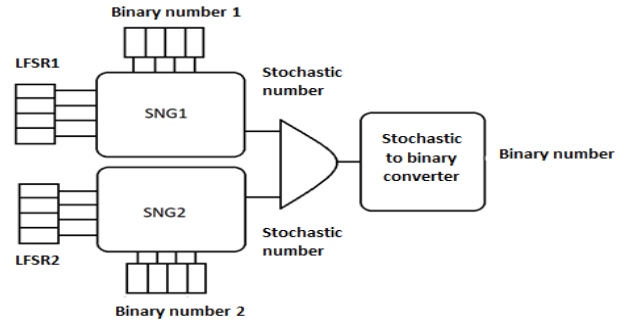 Binary number 1
LFSR1
SNG1
Stochastic
number
Stochastic
to binary
converter
Binary number
SNG2
Stochastic
number
LFSR2
Binary number 2